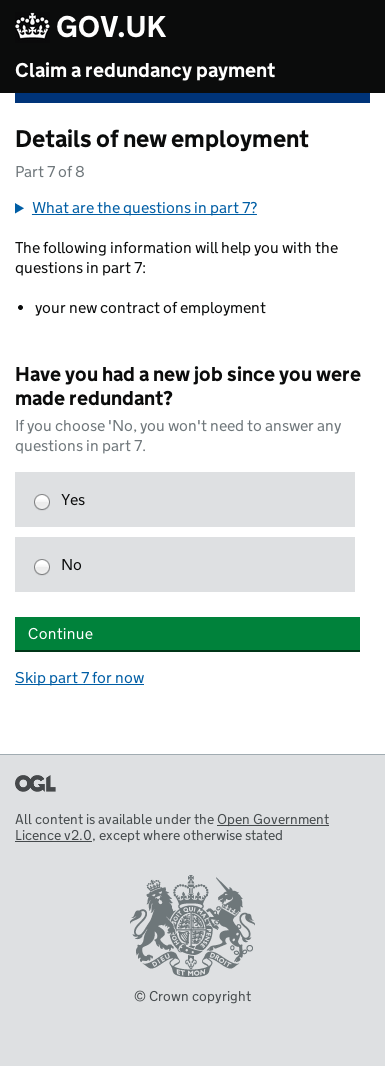 GOV.UK
Claim a redundancy payment
Details of new employment
Part 7 of 8
What are the questions in part 7?
The following information will help you with the
questions in part 7:
• your new contract of employment
Have you had a new job since you were
made redundant?
If you choose 'No, you won't need to answer any
questions in part 7.
Yes
No
Continue
Skip part 7 for now
OGL
All content is available under the Open Government
Licence v2.0, except where otherwise stated
© Crown copyright